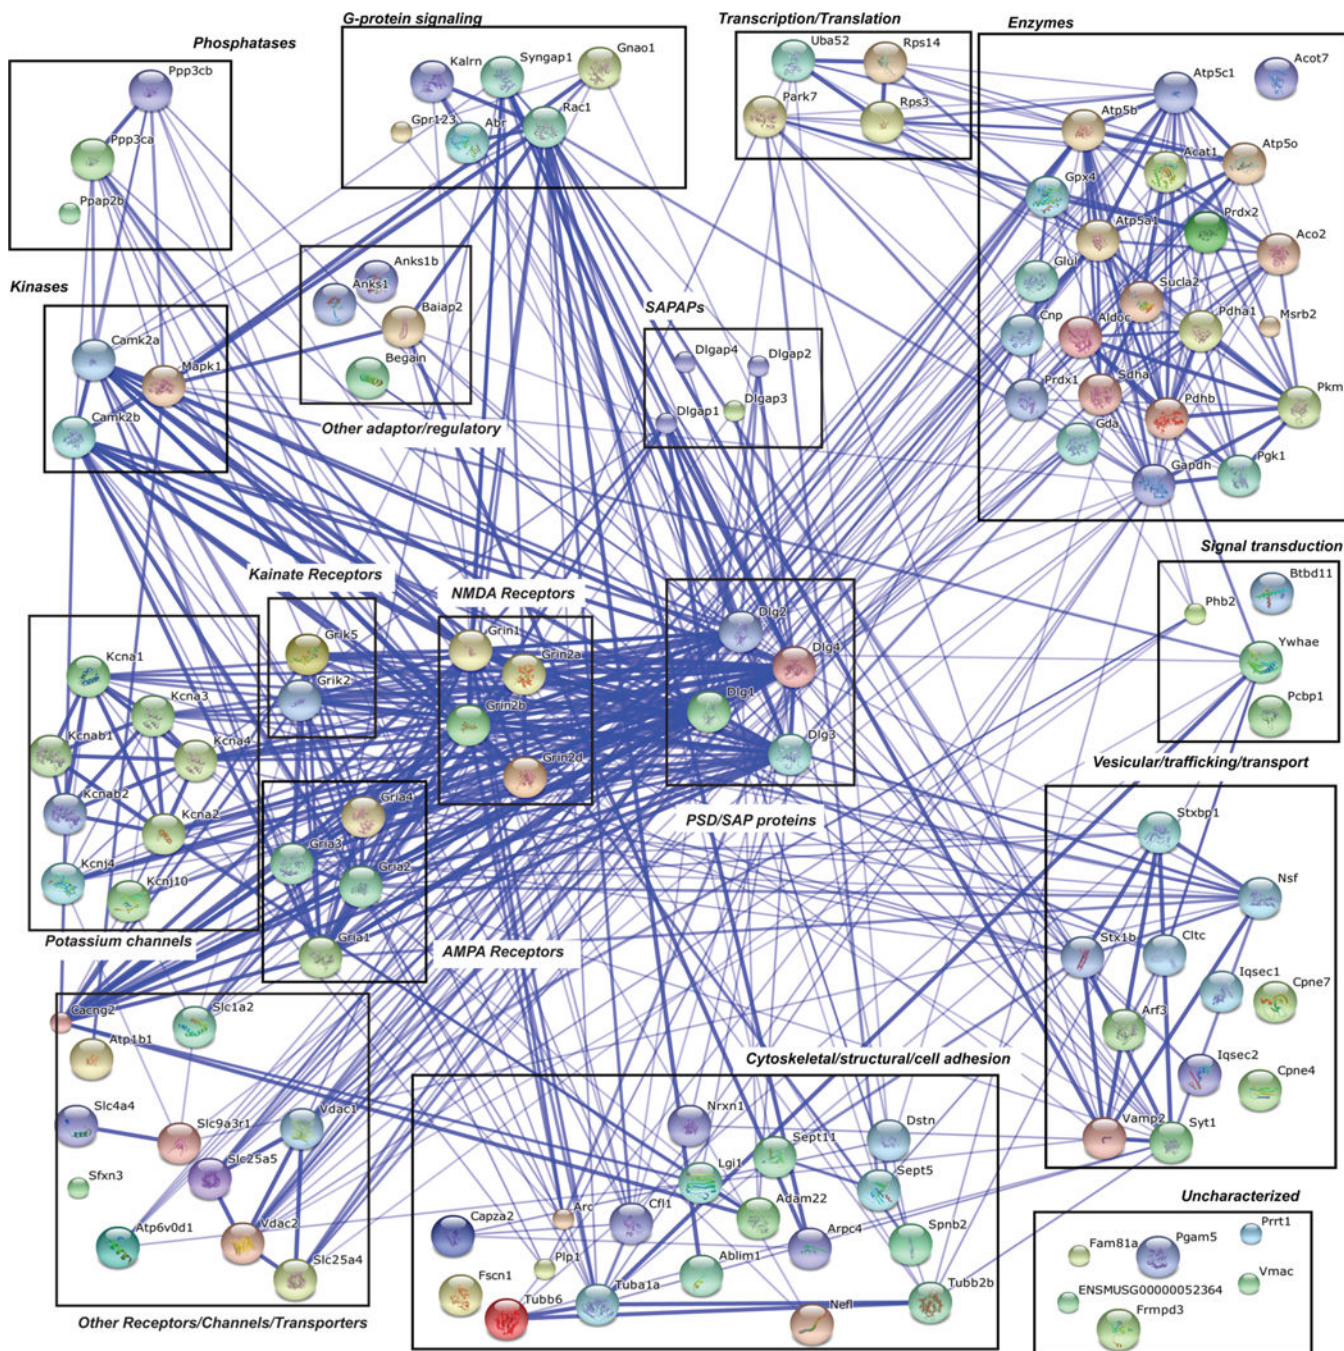 Phosphatases
Ppp3cb
Ppp3ca
Ppap2b
G-protein signaling
Kalrn
Syngap1
Gnao1
Gpr123
Abr
Rac1
Transcription/Translation
Uba52
Rps14
Park7
Rps3
Enzymes
Atp5c1
Acot7
Atp5b
Acat1
Atp5o
Gpx4
Atp5a1
Prdx2
Aco2
Glul
Sucla2
Cnp
Aldoc
Pdha1
Msrb2
Prdx1
Sdha
Pdhb
Pkm
Gda
Gapdh
Pgk1
Kinases
Camk2a
Mapk1
Camk2b
Anks1b
Anks1
Baiap2
Begain
Other adaptor/regulatory
SAPAPs
Dlgap4
Dlgap2
Dlgap1
Dlgap3
Signal transduction
Btbd11
Phb2
Ywhae
Pcbp1
Kainate Receptors
Grik5
Grik2
NMDA Receptors
Grin1
Grin2a
Grin2b
Grin2d
Dlg2
Dlg4
Dlg1
Dlg3
PSD/SAP proteins
Kcna1
Kcna3
Kcnab1
Kcna4
Kcnab2
Kcna2
Kcnj4
Kcnj10
Potassium channels
Gria4
Gria3
Gria2
Gria1
AMPA Receptors
Vesicular/trafficking/transport
Stxbp1
Nsf
Stx1b
Cltc
Iqsec1
Cpne7
Arf3
Iqsec2
Cpne4
Vamp2
Syt1
Cacng2
Slc1a2
Atp1b1
Slc4a4
Slc9a3r1
Vdac1
Slc25a5
Sfxn3
Atp6v0d1
Vdac2
Slc25a4
Other Receptors/Channels/Transporters
Cytoskeletal/structural/cell adhesion
Nrxn1
Sept11
Dstn
Lgi1
Sept5
Capza2
Arc
Cfl1
Adam22
Arpc4
Spnb2
Plp1
Ablim1
Fscn1
Tubb6
Tuba1a
Nefl
Tubb2b
Uncharacterized
Fam81a
Pgam5
Prrt1
ENSMUSG00000052364
Vmac
Frmpd3